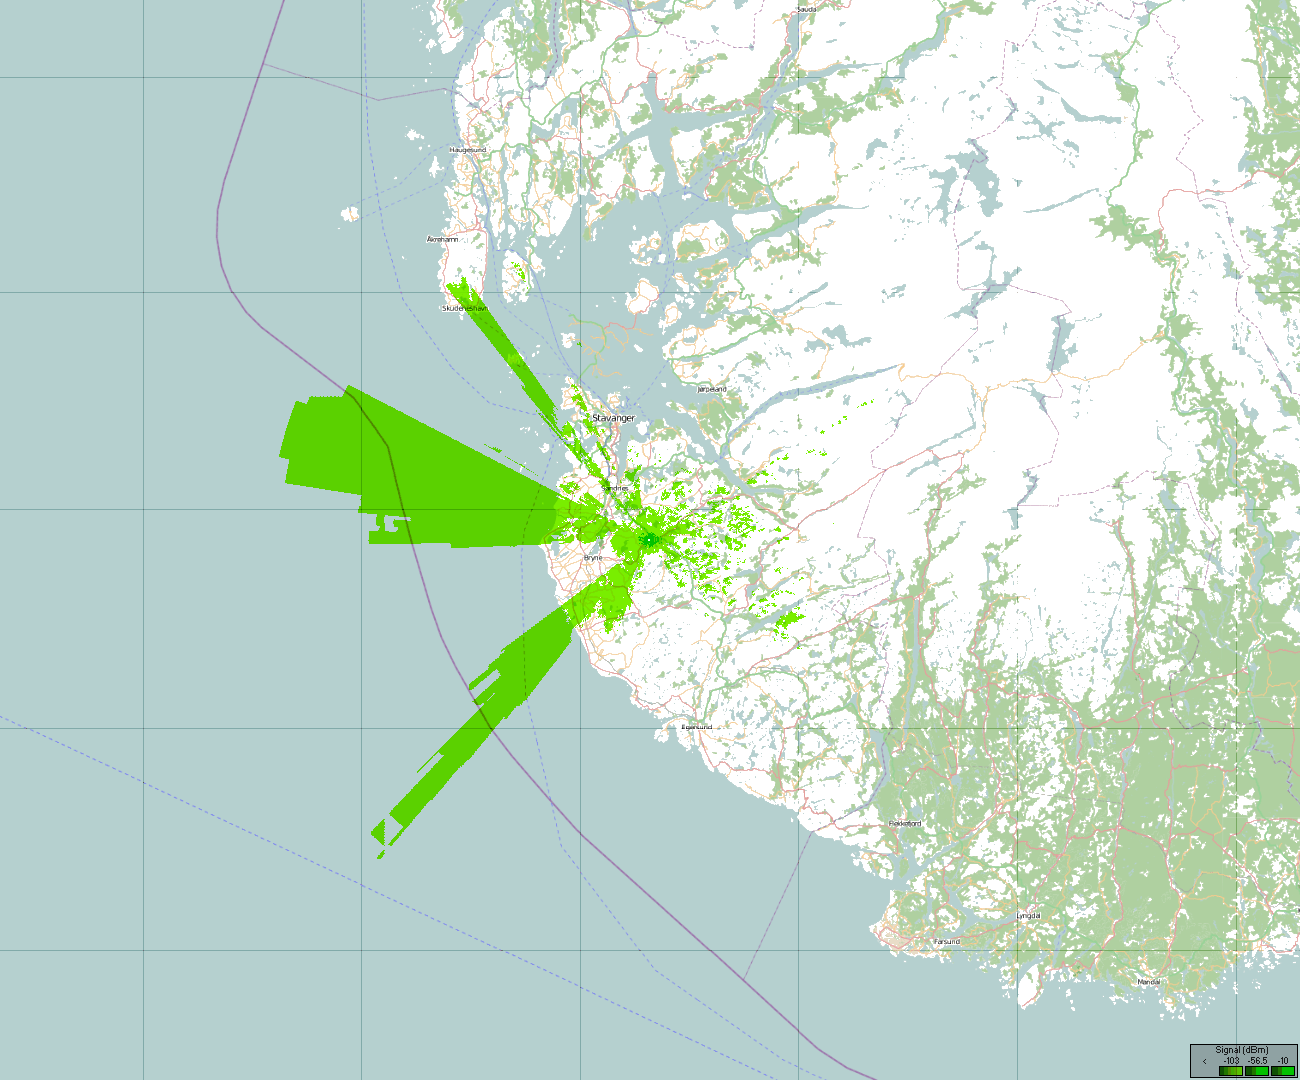 Sauda
Haugesund
Åkrehamn
Skudeneshavn
Jørpeland
Stavanger
Sandnes
Bryne
Egersund
Flekkefjord
Lyngdal
Farsund
Mandal
Signal (dBm)
< -103 -56.5 -10